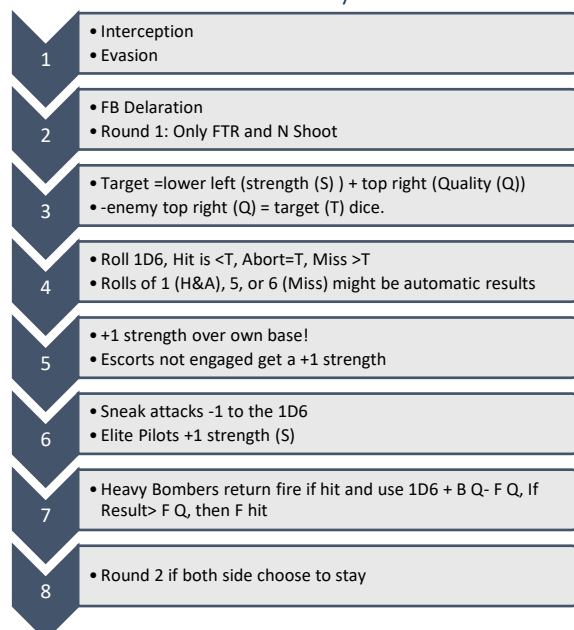 1
• Interception
• Evasion
2
• FB Delaration
• Round 1: Only FTR and N Shoot
3
• Target =lower left (strength (S) ) + top right (Quality (Q))
• -enemy top right (Q) = target (T) dice.
4
• Roll 1D6, Hit is <T, Abort=T, Miss >T
• Rolls of 1 (H&A), 5, or 6 (Miss) might be automatic results
5
• +1 strength over own base!
• Escorts not engaged get a +1 strength
6
• Sneak attacks -1 to the 1D6
• Elite Pilots +1 strength (S)
7
• Heavy Bombers return fire if hit and use 1D6 + B Q- F Q, If
Result> F Q, then F hit
8
• Round 2 if both side choose to stay